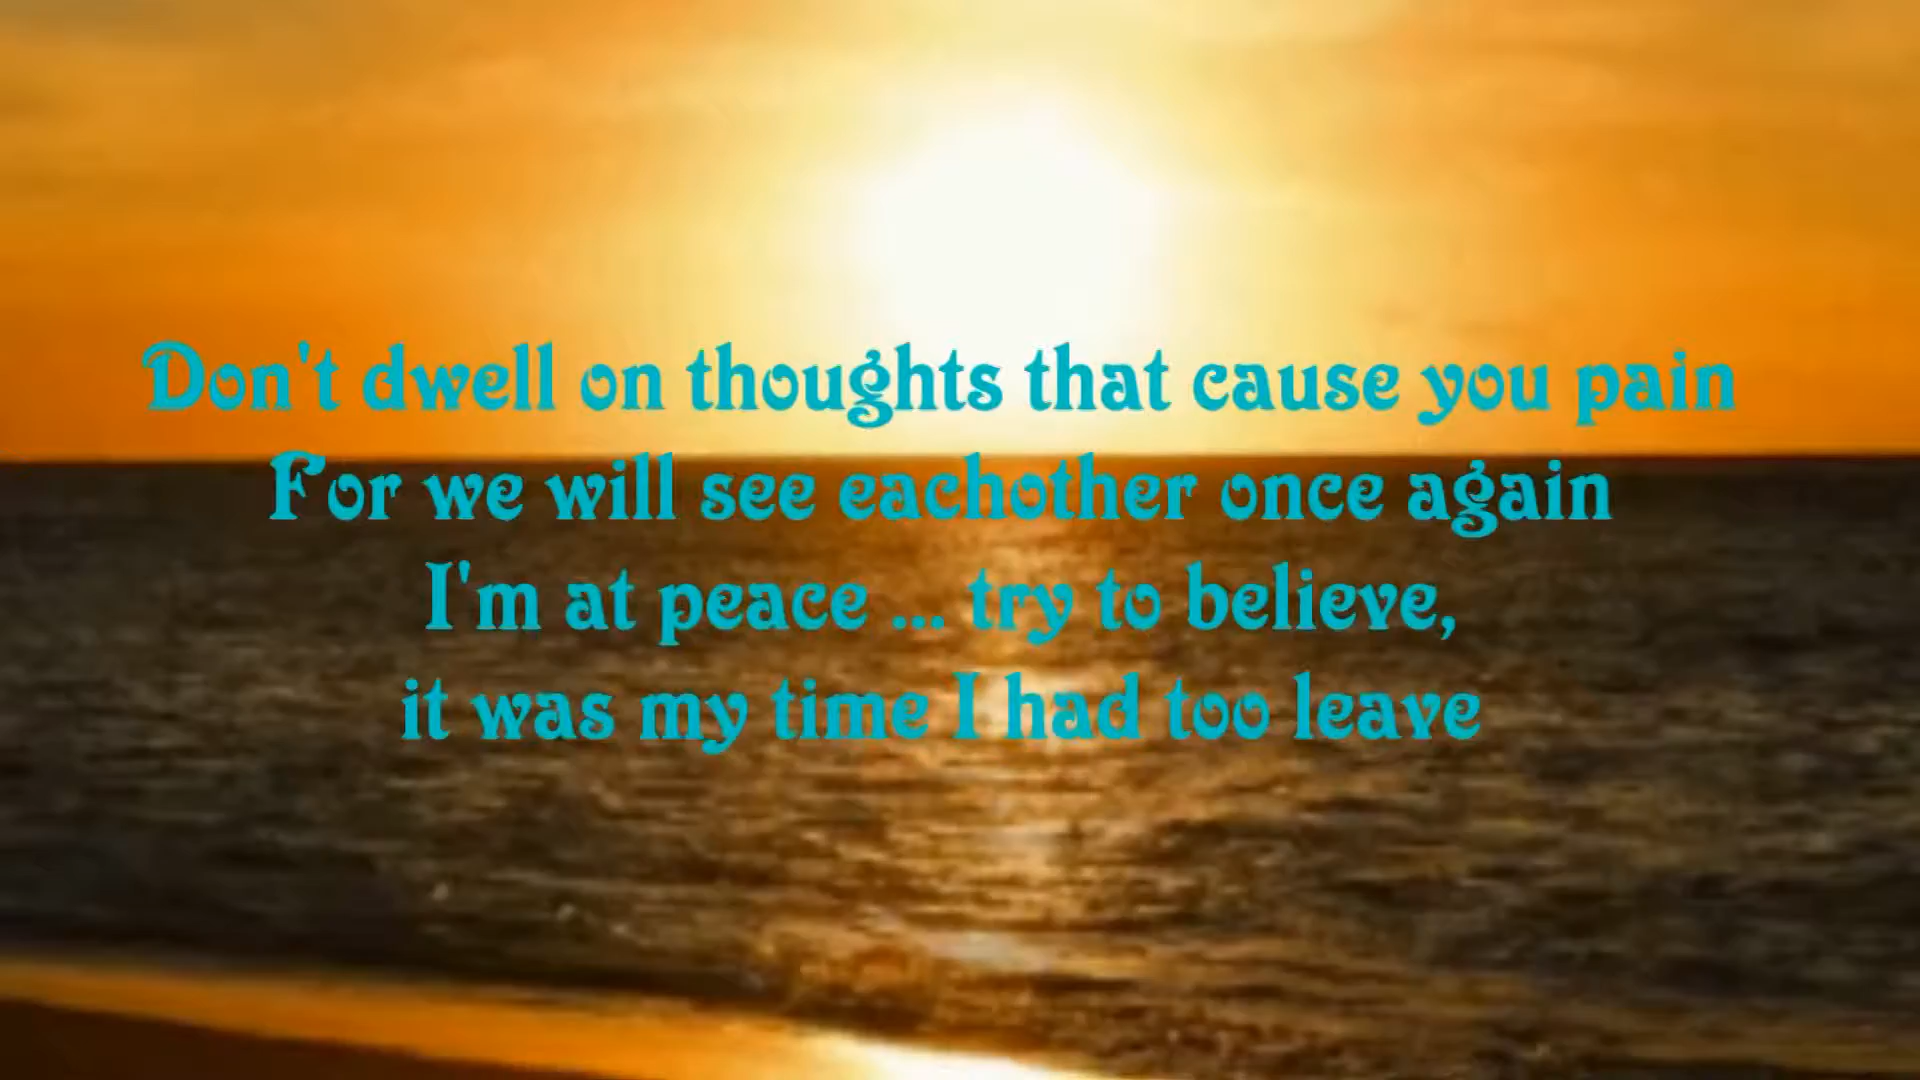 Don't dwell on thoughts that cause you pain
For we will see eachother once again
I'm at peace ... try to believe,
it was my time I had too leave